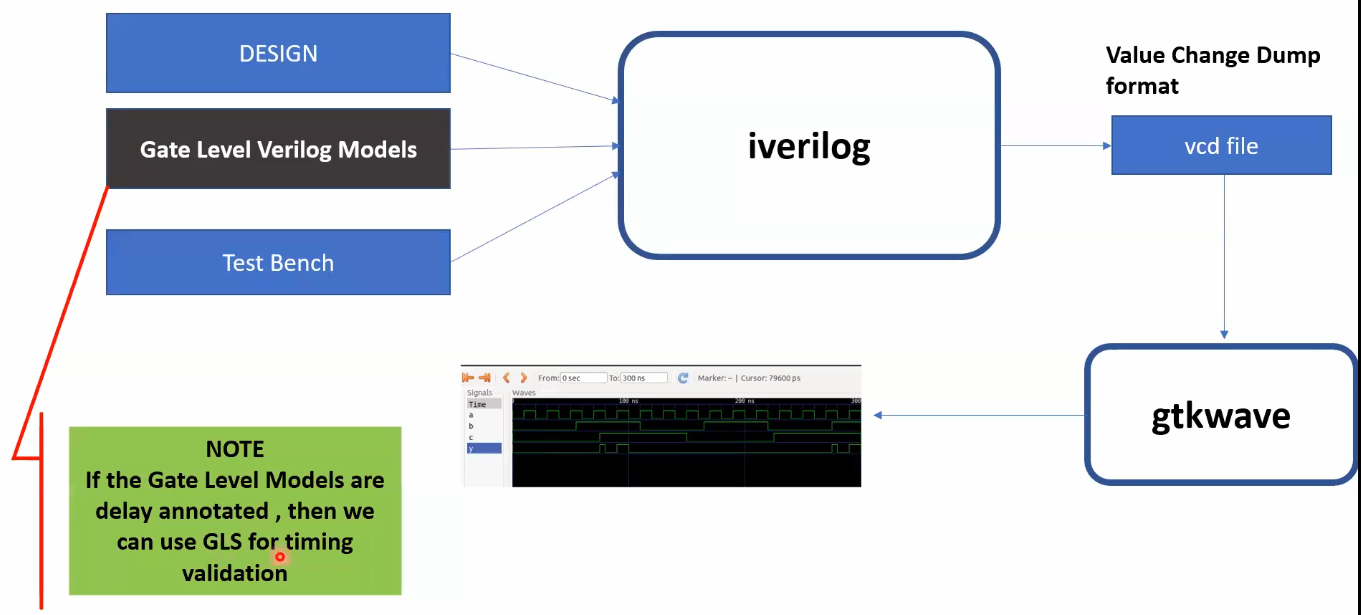 DESIGN
Gate Level Verilog Models
Test Bench
iverilog
Value Change Dump
format
vcd file
gtkwave
From: 0 sec To: 300 ns Marker: -- | Cursor: 79600 ps
Signals Waves
Time
100 ns 200 ns 300
a
b
c
y
NOTE
If the Gate Level Models are
delay annotated , then we
can use GLS for timing
validation